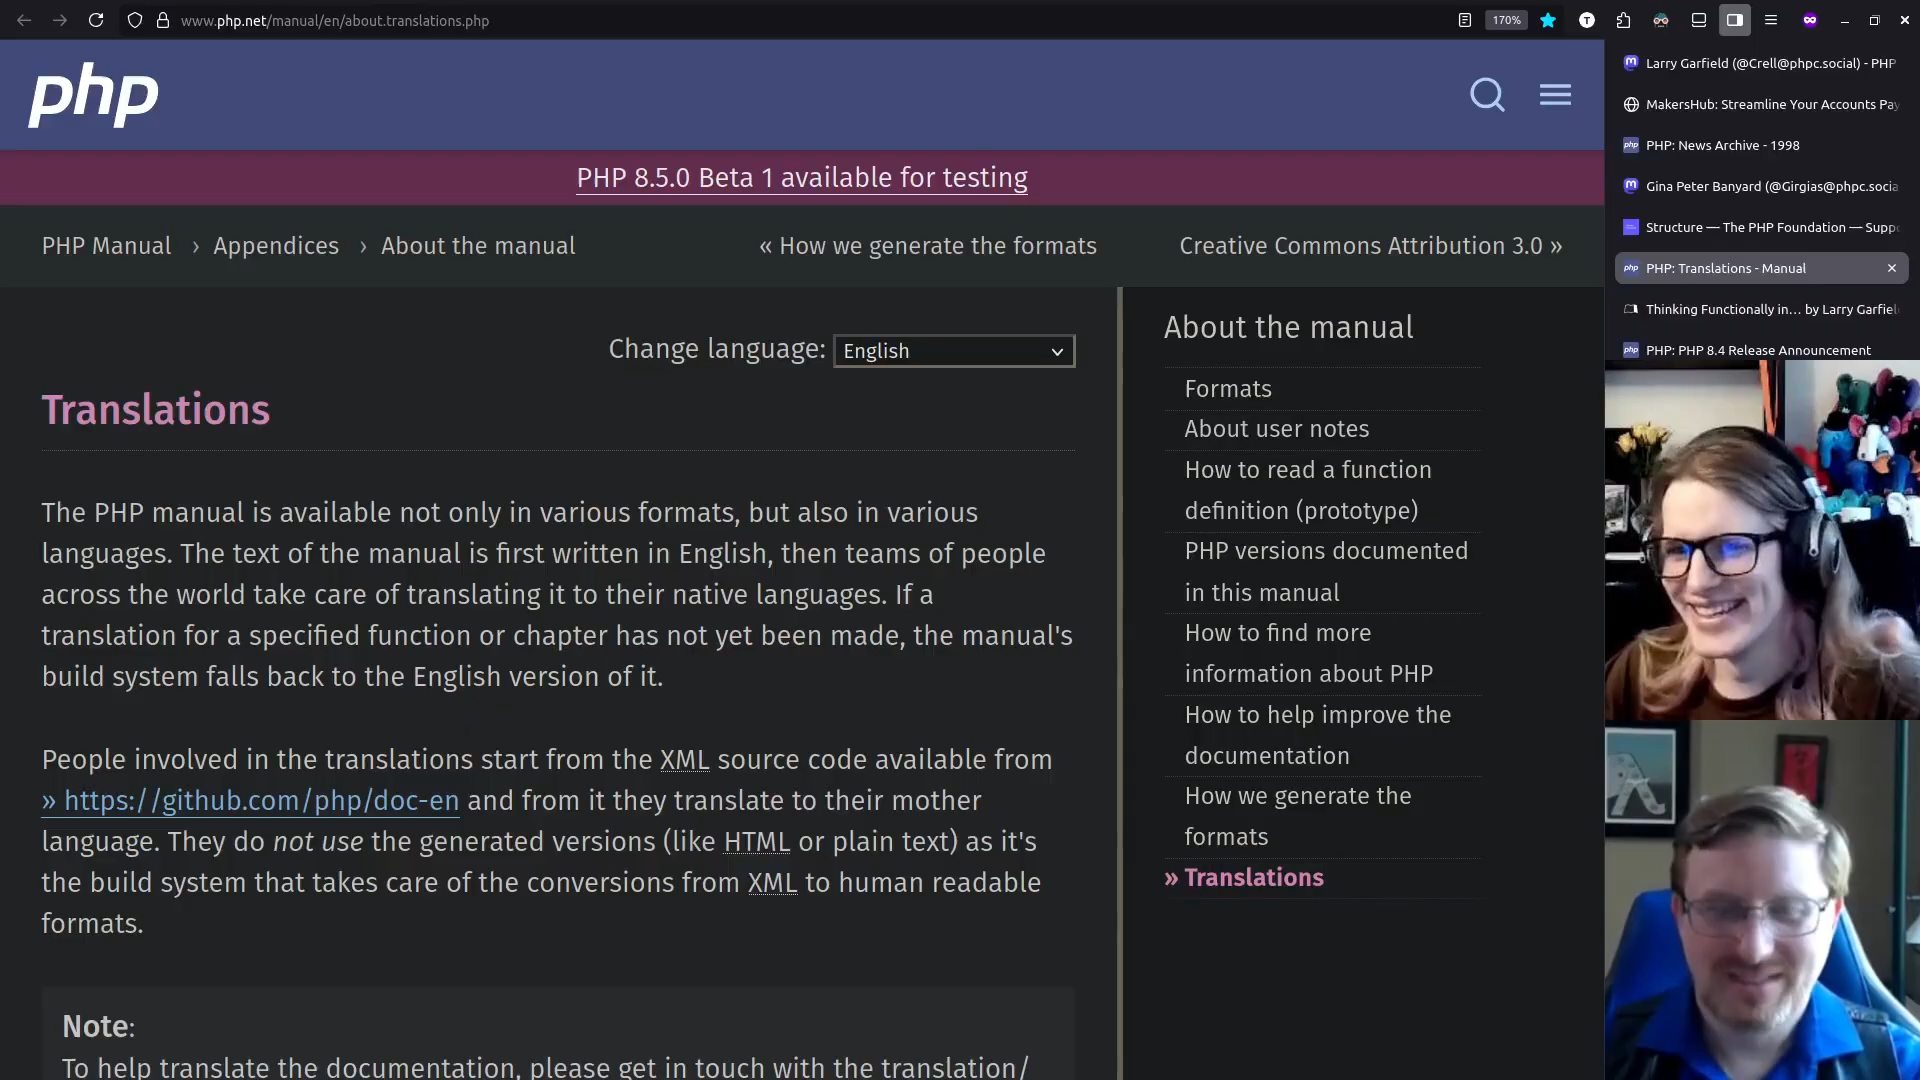 www.php.net/manual/en/about.translations.php
170%
T
php
PHP 8.5.0 Beta 1 available for testing
PHP Manual › Appendices › About the manual
« How we generate the formats
Creative Commons Attribution 3.0 »
Change language: English
Translations
The PHP manual is available not only in various formats, but also in various
languages. The text of the manual is first written in English, then teams of people
across the world take care of translating it to their native languages. If a
translation for a specified function or chapter has not yet been made, the manual's
build system falls back to the English version of it.
People involved in the translations start from the XML source code available from
» https://github.com/php/doc-en and from it they translate to their mother
language. They do not use the generated versions (like HTML or plain text) as it's
the build system that takes care of the conversions from XML to human readable
formats.
Note:
To help translate the documentation, please get in touch with the translation/
About the manual
Formats
About user notes
How to read a function
definition (prototype)
PHP versions documented
in this manual
How to find more
information about PHP
How to help improve the
documentation
How we generate the
formats
» Translations
Larry Garfield (@Crell@phpc.social) - PHP
MakersHub: Streamline Your Accounts Pay
php PHP: News Archive - 1998
Gina Peter Banyard (@Girgias@phpc.socia
Structure — The PHP Foundation — Suppo
php PHP: Translations - Manual
Thinking Functionally in… by Larry Garfiel
php PHP: PHP 8.4 Release Announcement